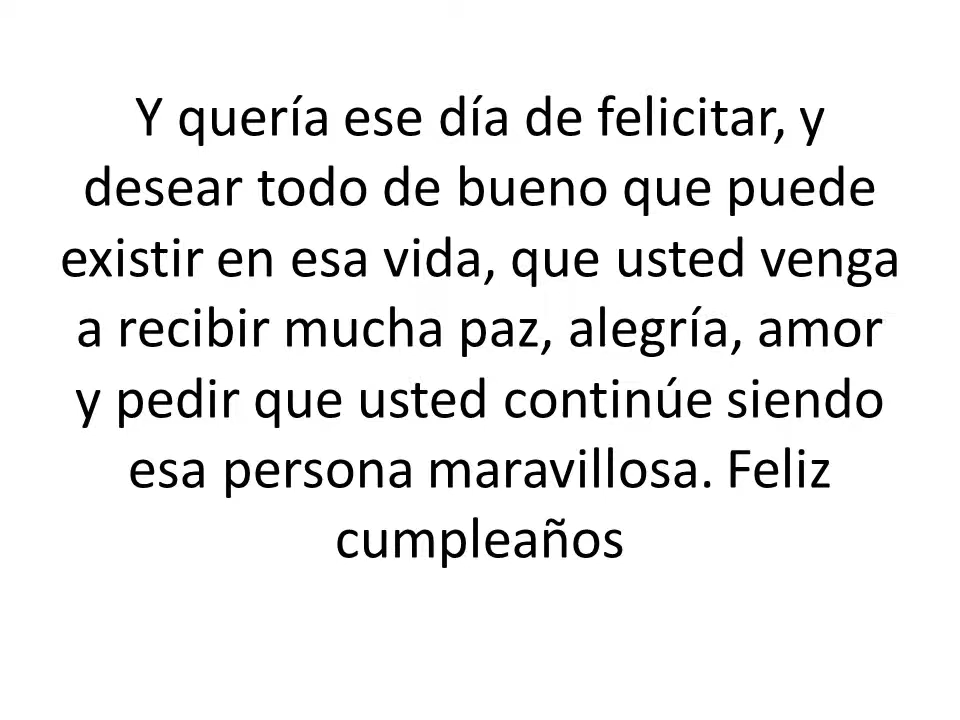 Y quería ese día de felicitar, y
desear todo de bueno que puede
existir en esa vida, que usted venga
a recibir mucha paz, alegría, amor
y pedir que usted continúe siendo
esa persona maravillosa. Feliz
cumpleaños